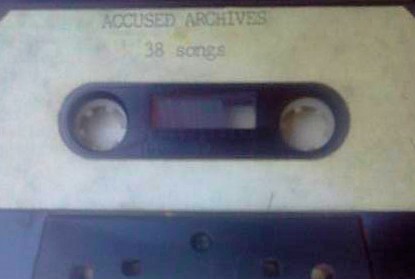 ACCUSED ARCHIVES
38 songs